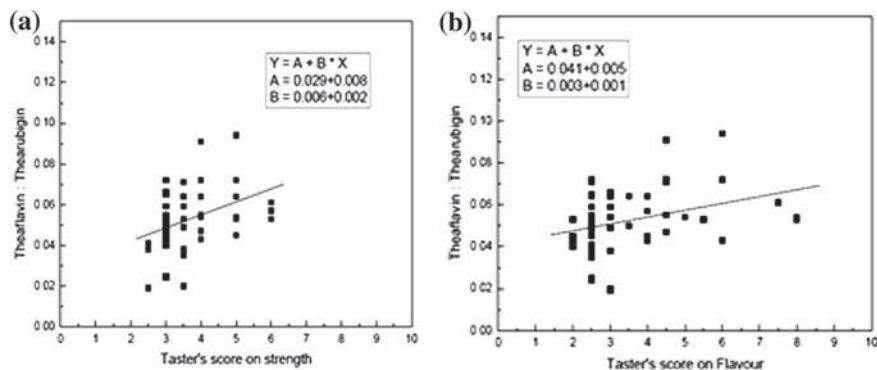 (a)
Theaflavin : Thearubigin
0.14
0.12
0.10
0.08
0.06
0.04
0.02
0.00
Y = A + B * X
A = 0.029+0.008
B = 0.006+0.002
0 1 2 3 4 5 6 7 8 9 10
Taster's score on strength
(b)
Theaflavin : Thearubigin
0.14
0.12
0.10
0.08
0.06
0.04
0.02
0.00
Y = A + B * X
A = 0.041+0.005
B = 0.003+0.001
0 1 2 3 4 5 6 7 8 9 10
Taster's score on Flavour